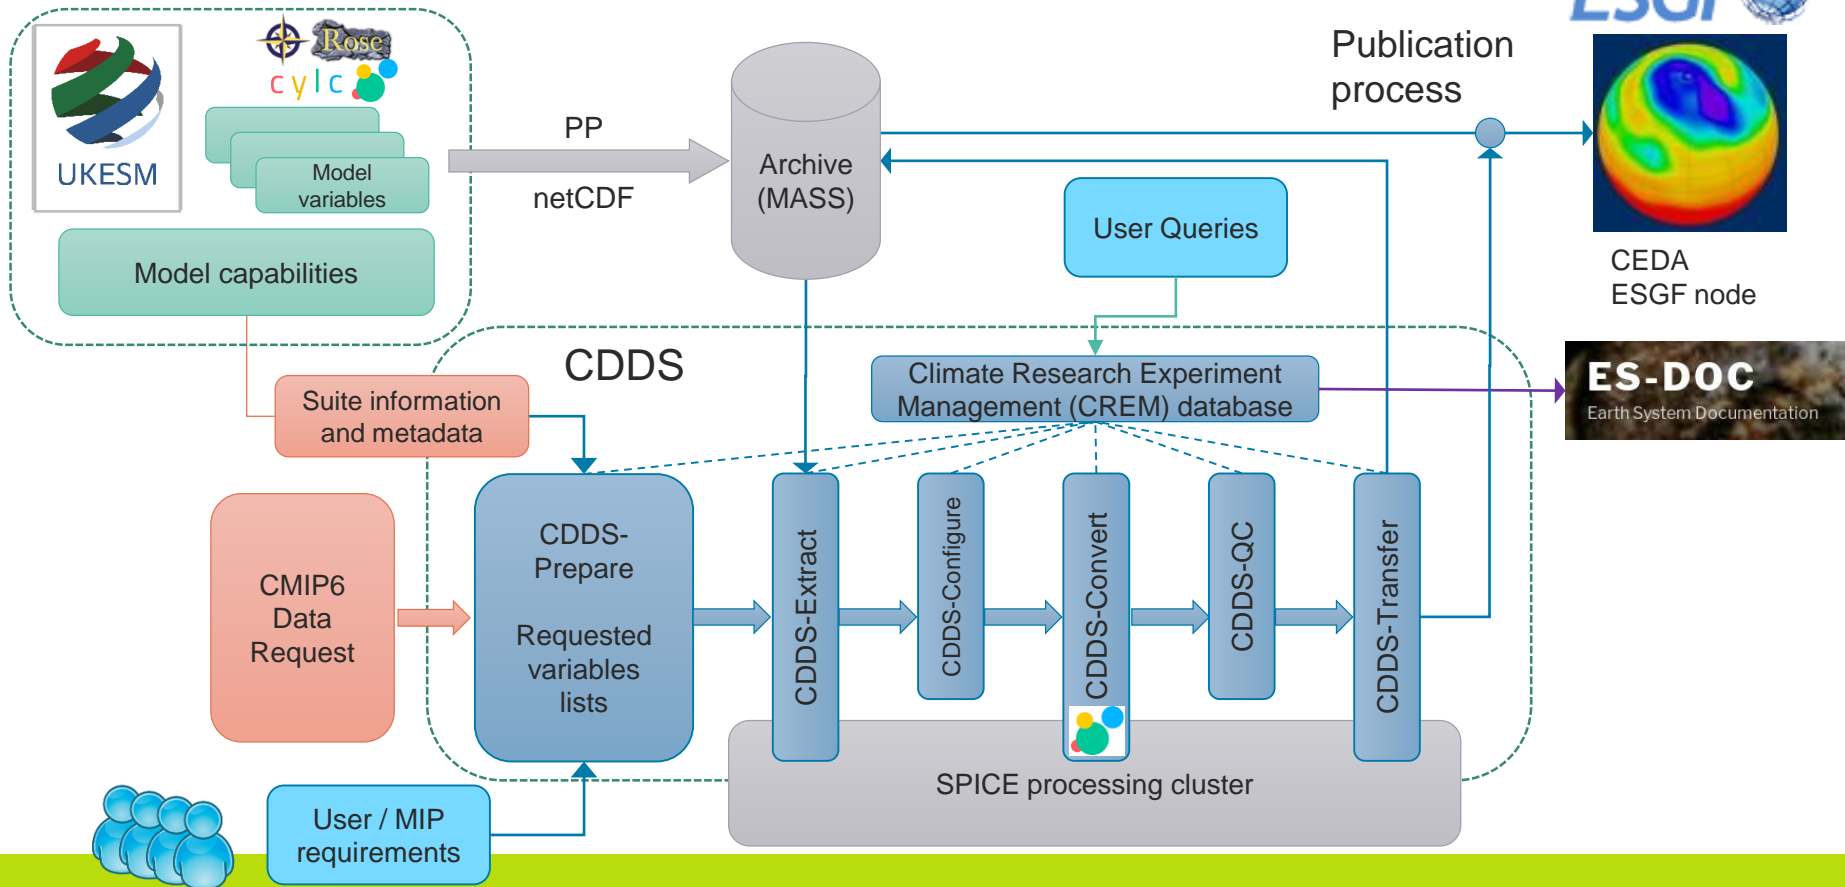 ESGF
Rose
cylc
UKESM
Model
variables
Model capabilities
PP
netCDF
Archive
(MASS)
Publication
process
User Queries
CEDA
ESGF node
CDDS
Suite information
and metadata
Climate Research Experiment
Management (CREM) database
ES-DOC
Earth System Documentation
CMIP6
Data
Request
CDDS-
Prepare
Requested
variables
lists
CDDS-Extract
CDDS-Configure
CDDS-Convert
CDDS-QC
CDDS-Transfer
SPICE processing cluster
User / MIP
requirements